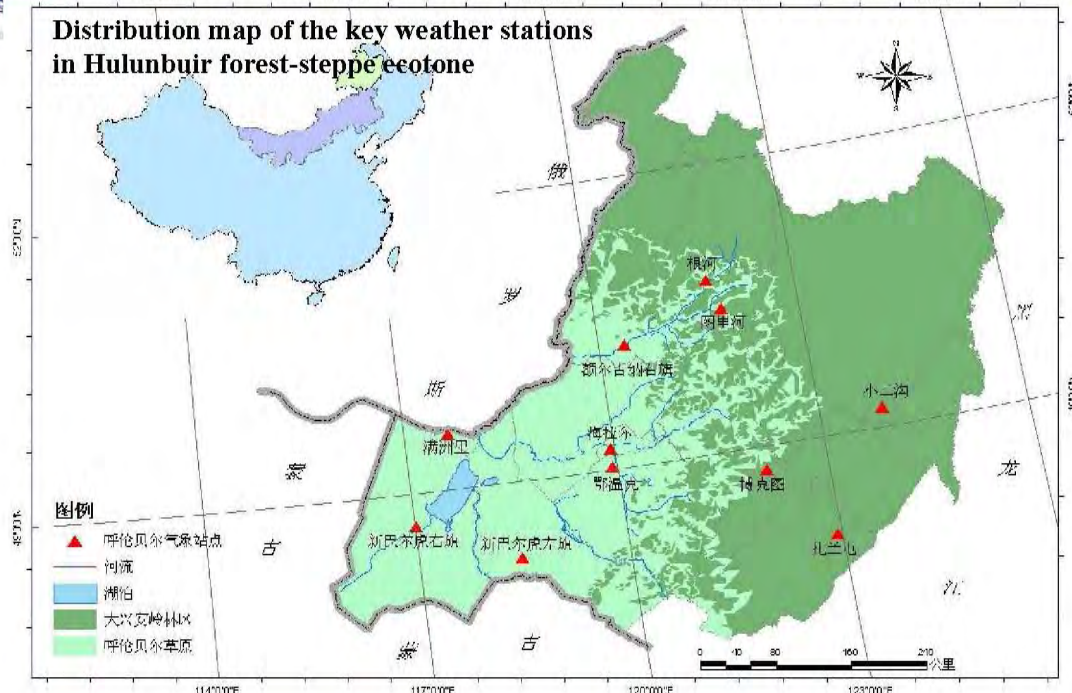 Distribution map of the key weather stations
in Hulunbuir forest-steppe ecotone
俄
罗
斯
蒙
古
蒙
古
黑
龙
江
根河
图里河
额尔古纳右旗
小二沟
满洲里
海拉尔
鄂温克
博克图
新巴尔虎右旗
新巴尔虎左旗
扎兰屯
图例
呼伦贝尔气象站点
河流
湖泊
大兴安岭林区
呼伦贝尔草原
0 40 80 160 240
公里
114°0'0"E
117°0'0"E
120°0'0"E
123°0'0"E